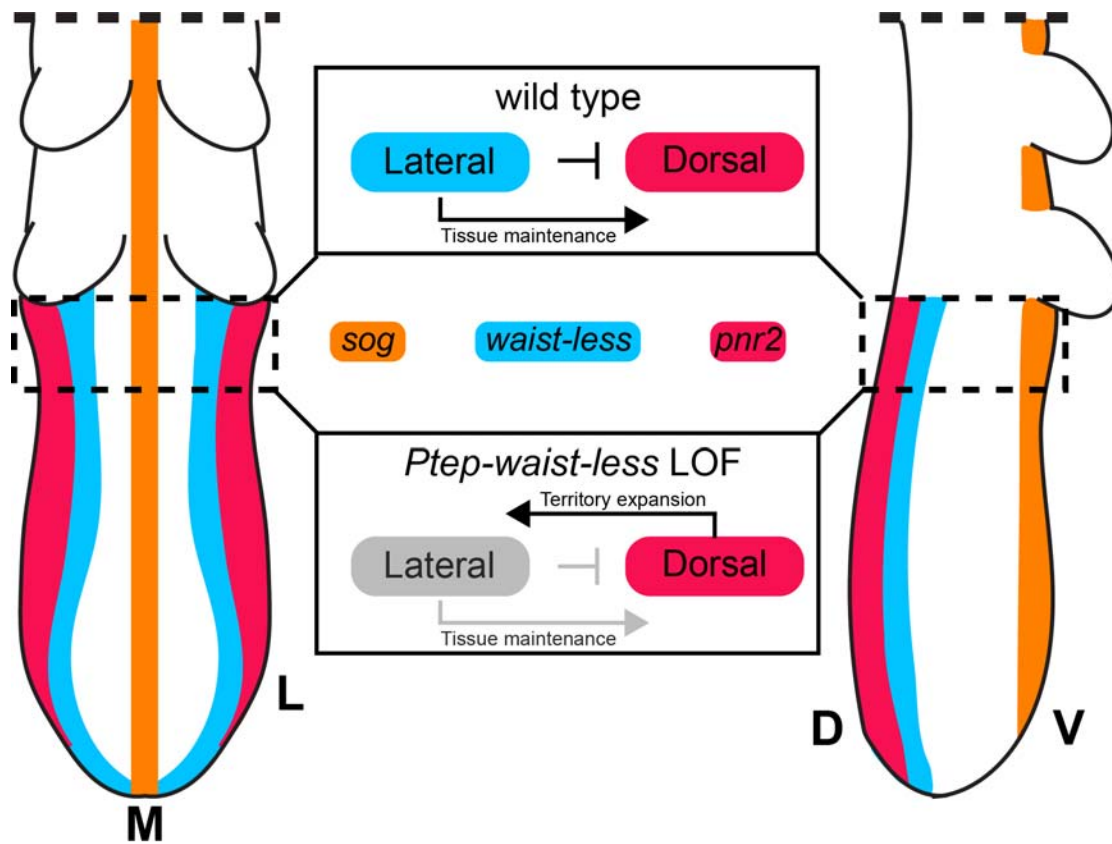 wild type
Lateral
Dorsal
Tissue maintenance
sog
waist-less
pnr2
Ptep-waist-less LOF
Territory expansion
Lateral
Dorsal
Tissue maintenance
L
M
D
V